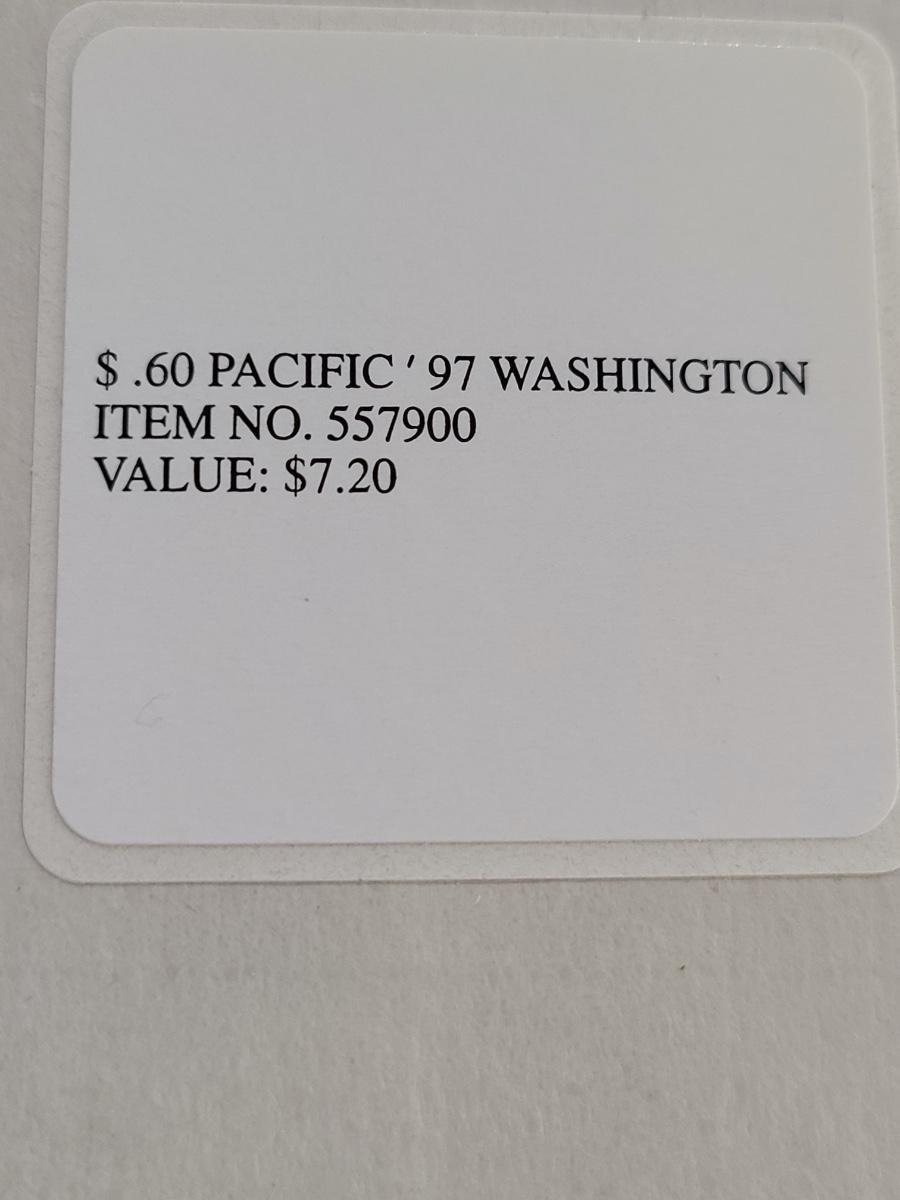 $ .60 PACIFIC ' 97 WASHINGTON
ITEM NO. 557900
VALUE: $7.20